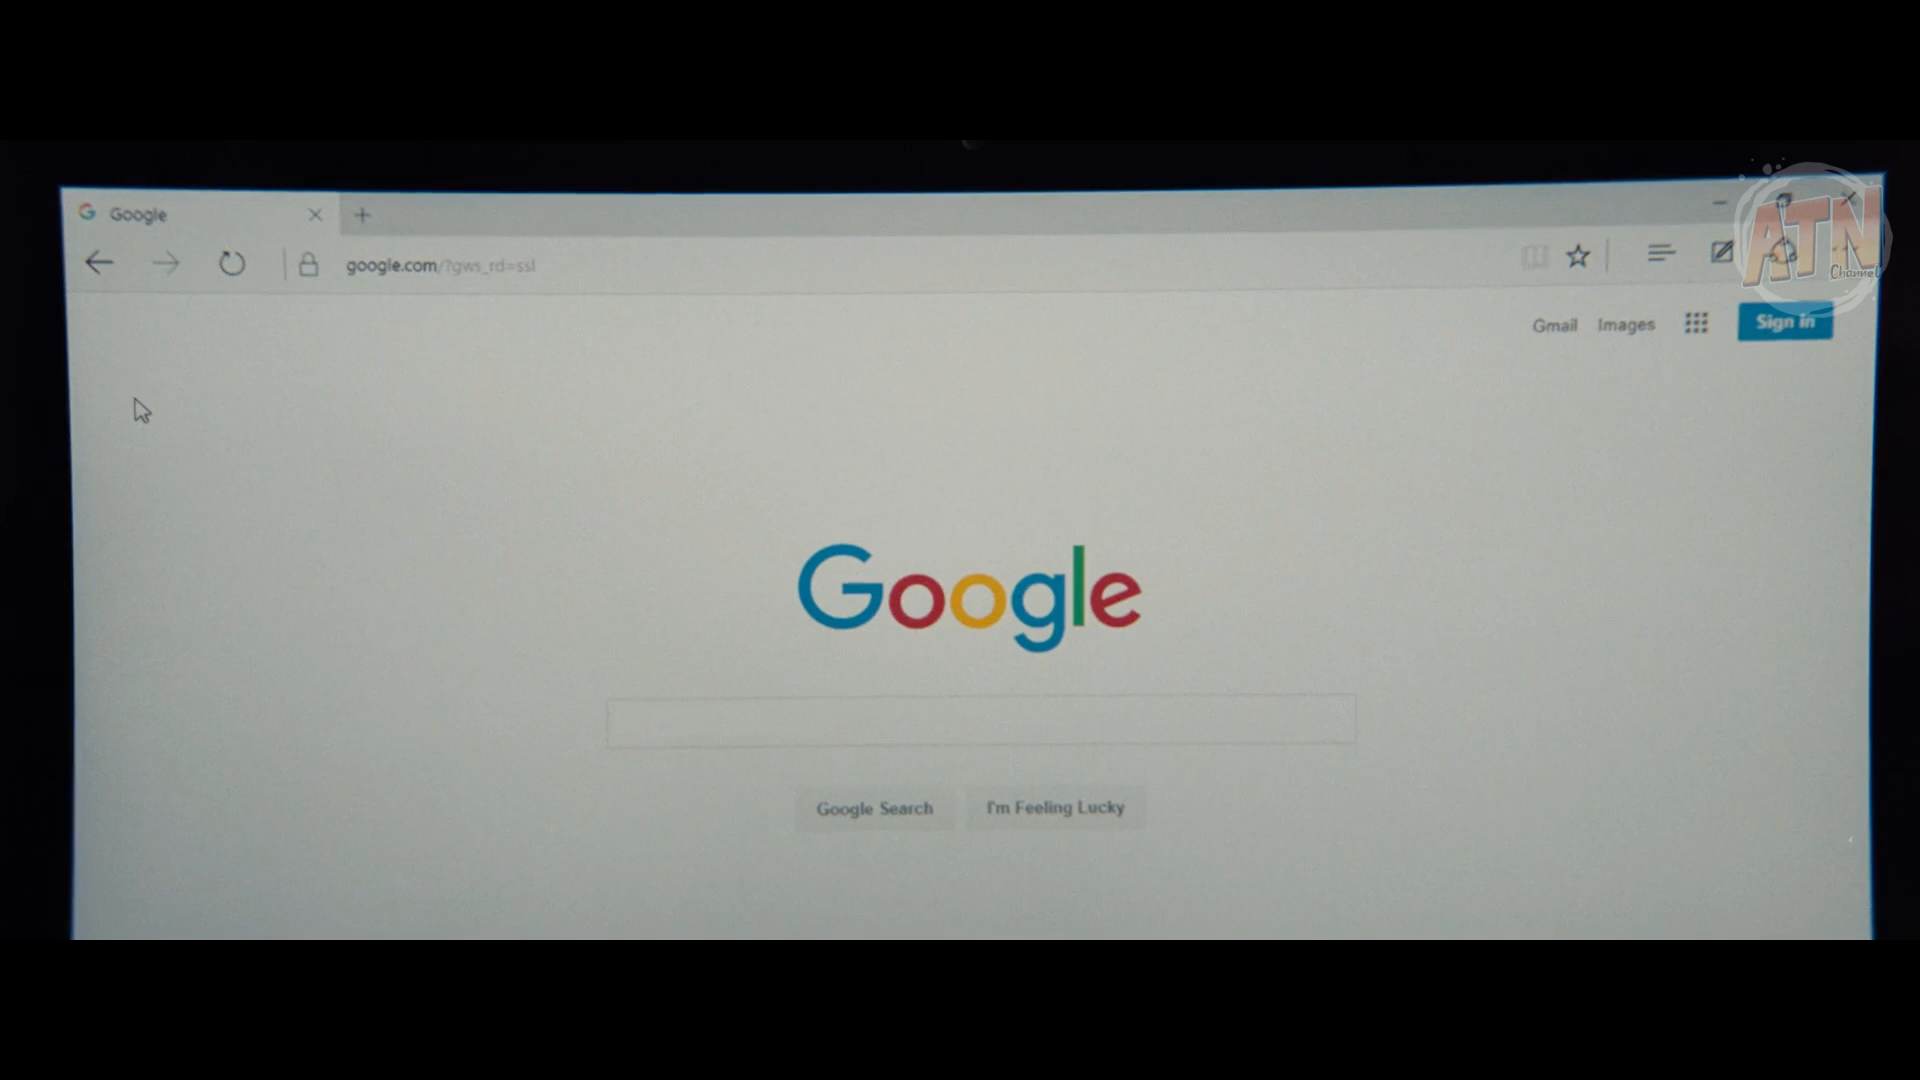 Google
google.com/?gws_rd=ssl
ATN
Channel
Gmail Images
Sign in
Google
Google Search I'm Feeling Lucky